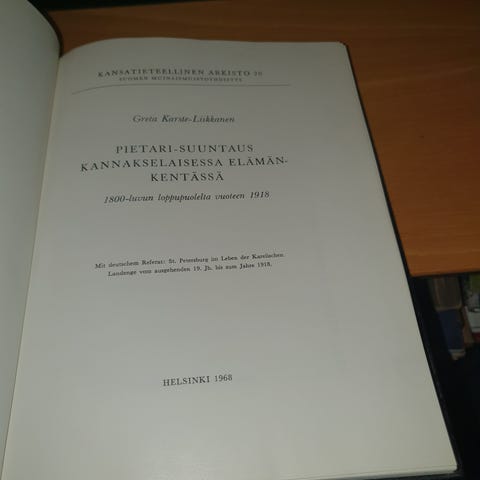 KANSATIETEELLINEN ARKISTO 20
SUOMEN MUINAISMUISTOYHDISTYS
Greta Karste-Liikkanen
PIETARI-SUUNTAUS
KANNAKSELAISESSA ELÄMÄN-
KENTÄSSÄ
1800-luvun loppupuolelta vuoteen 1918
Mit deutschem Referat: St. Petersburg im Leben der Karelischen
Landenge vom ausgehenden 19. Jh. bis zum Jahre 1918.
HELSINKI 1968